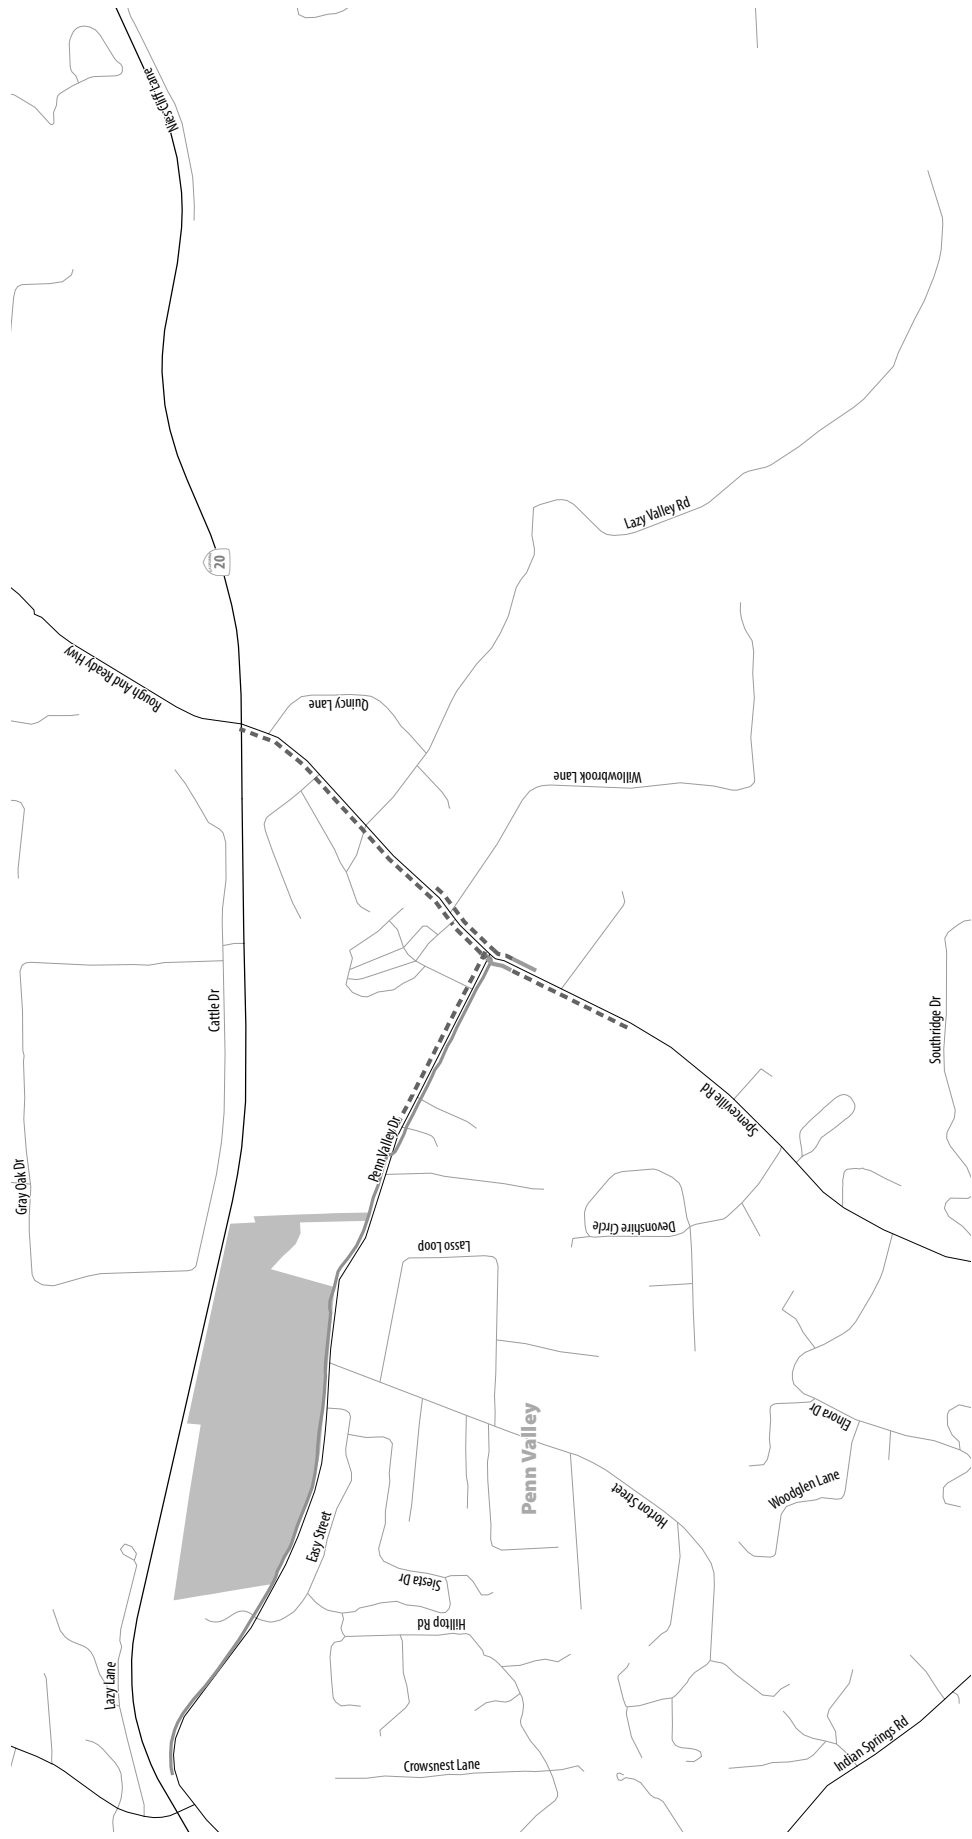 Nies Cliff Lane
Lazy Valley Rd
20
Rough And Ready Hwy
Quincy Lane
Willowbrook Lane
Cattle Dr
Southridge Dr
Spenceville Rd
Penn Valley Dr
Gray Oak Dr
Devonshire Circle
Lasso Loop
Elnora Dr
Penn Valley
Woodglen Lane
Horton Street
Easy Street
Siesta Dr
Hilltop Rd
Lazy Lane
Indian Springs Rd
Crowsnest Lane